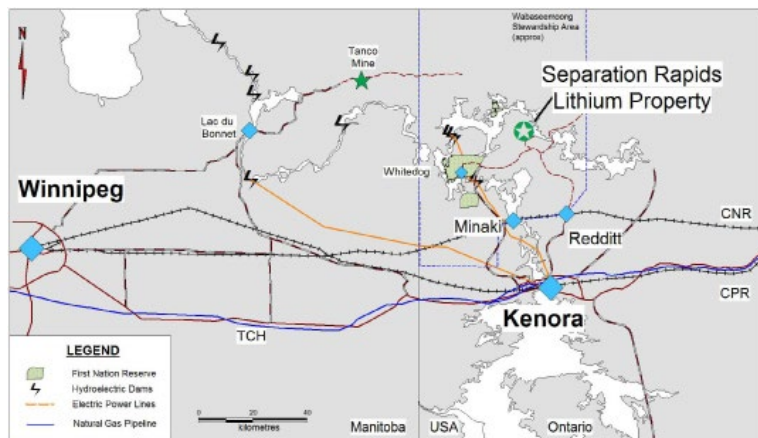 N
Wabaseemoong
Stewardship Area
(approx)
Tanco
Mine
Separation Rapids
Lithium Property
Lac du
Bonnet
Whitedog
Winnipeg
Minaki
Redditt
CNR
CPR
Kenora
TCH
LEGEND
First Nation Reserve
Hydroelectric Dams
Electric Power Lines
Natural Gas Pipeline
0 20 40
kilometres
Manitoba
USA
Ontario